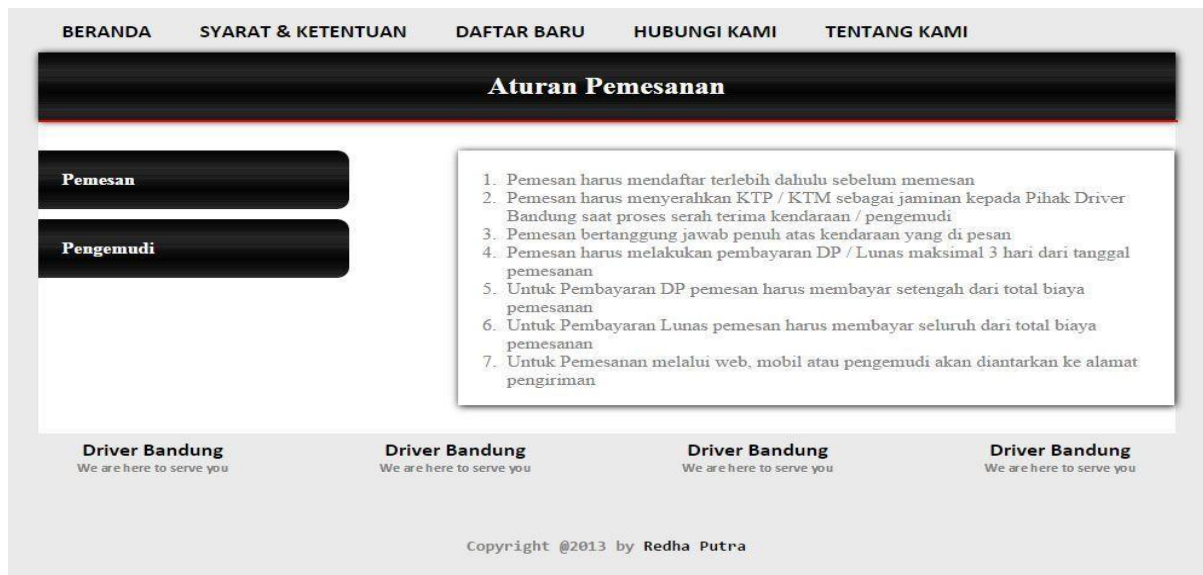 BERANDA SYARAT & KETENTUAN DAFTAR BARU HUBUNGI KAMI TENTANG KAMI
Aturan Pemesanan
Pemesan
Pengemudi
1. Pemesan harus mendaftar terlebih dahulu sebelum memesan
2. Pemesan harus menyerahkan KTP / KTM sebagai jaminan kepada Pihak Driver
Bandung saat proses serah terima kendaraan / pengemudi
3. Pemesan bertanggung jawab penuh atas kendaraan yang di pesan
4. Pemesan harus melakukan pembayaran DP / Lunas maksimal 3 hari dari tanggal
pemesanan
5. Untuk Pembayaran DP pemesan harus membayar setengah dari total biaya
pemesanan
6. Untuk Pembayaran Lunas pemesan harus membayar seluruh dari total biaya
pemesanan
7. Untuk Pemesanan melalui web, mobil atau pengemudi akan diantarkan ke alamat
pengiriman
Driver Bandung Driver Bandung Driver Bandung Driver Bandung
We are here to serve you We are here to serve you We are here to serve you We are here to serve you
Copyright @2013 by Redha Putra